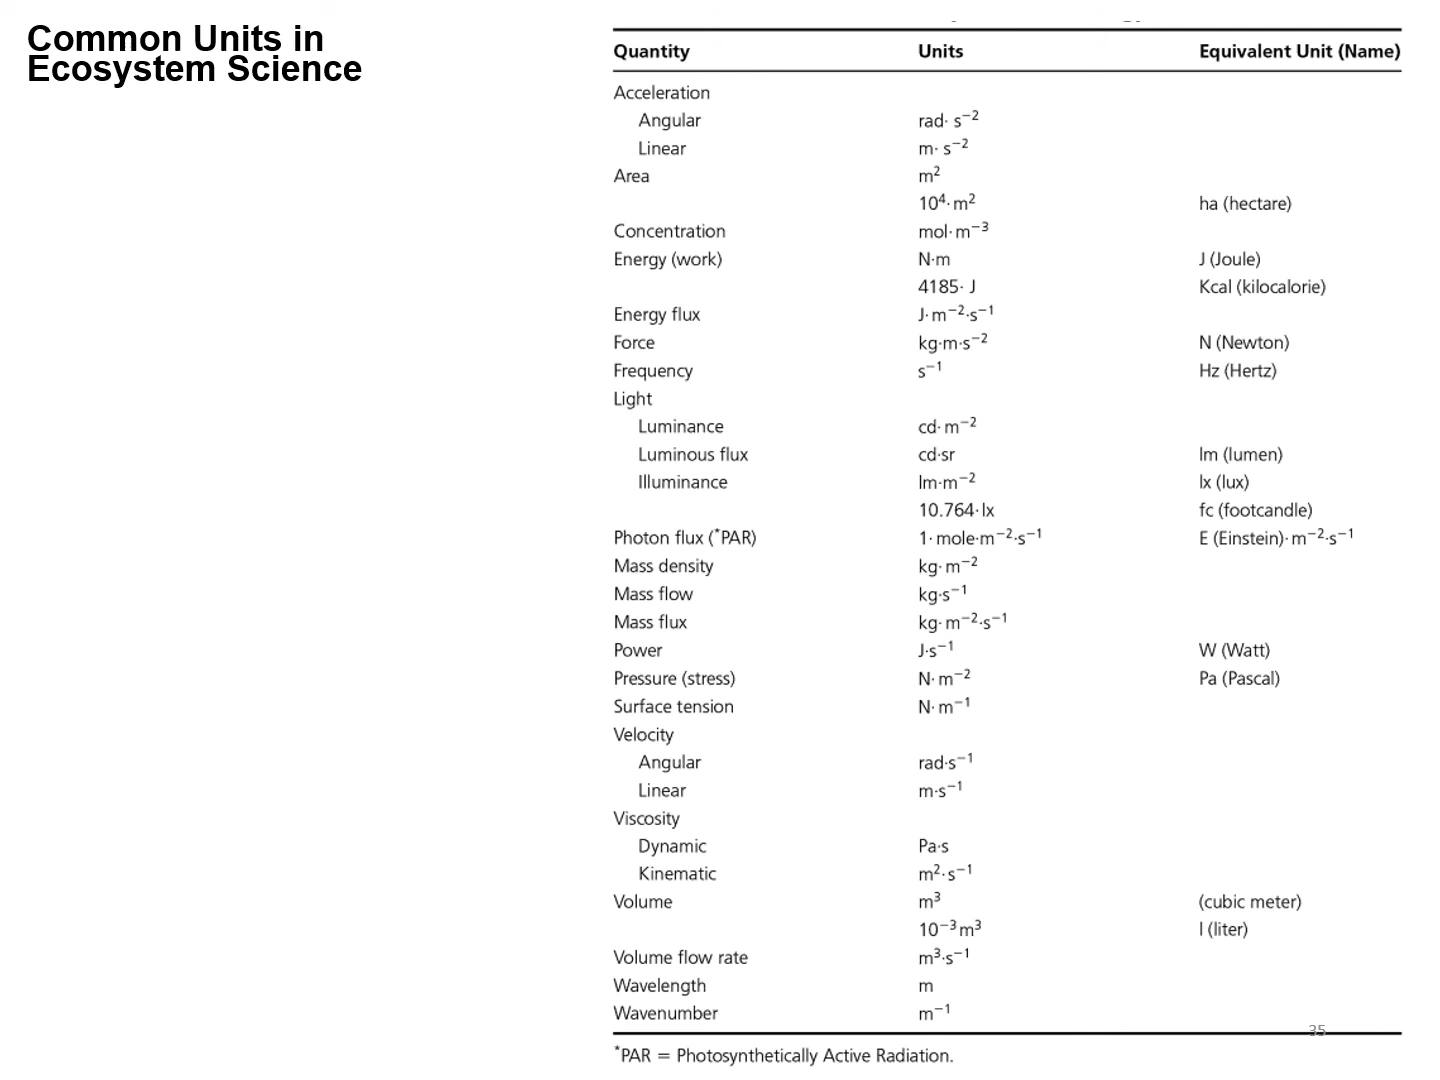 Common Units in
Ecosystem Science
Quantity Units Equivalent Unit (Name)
Acceleration
Angular rad· s⁻²
Linear m· s⁻²
Area m²
10⁴·m² ha (hectare)
Concentration mol·m⁻³
Energy (work) N·m J (Joule)
4185· J Kcal (kilocalorie)
Energy flux J·m⁻²·s⁻¹
Force kg·m·s⁻² N (Newton)
Frequency s⁻¹ Hz (Hertz)
Light
Luminance cd·m⁻²
Luminous flux cd·sr lm (lumen)
Illuminance lm·m⁻² lx (lux)
10.764·lx fc (footcandle)
Photon flux (*PAR) 1·mole·m⁻²·s⁻¹ E (Einstein)·m⁻²·s⁻¹
Mass density kg·m⁻²
Mass flow kg·s⁻¹
Mass flux kg·m⁻²·s⁻¹
Power J·s⁻¹ W (Watt)
Pressure (stress) N·m⁻² Pa (Pascal)
Surface tension N·m⁻¹
Velocity
Angular rad·s⁻¹
Linear m·s⁻¹
Viscosity
Dynamic Pa·s
Kinematic m²·s⁻¹
Volume m³ (cubic meter)
10⁻³m³ l (liter)
Volume flow rate m³·s⁻¹
Wavelength m
Wavenumber m⁻¹
35
*PAR = Photosynthetically Active Radiation.